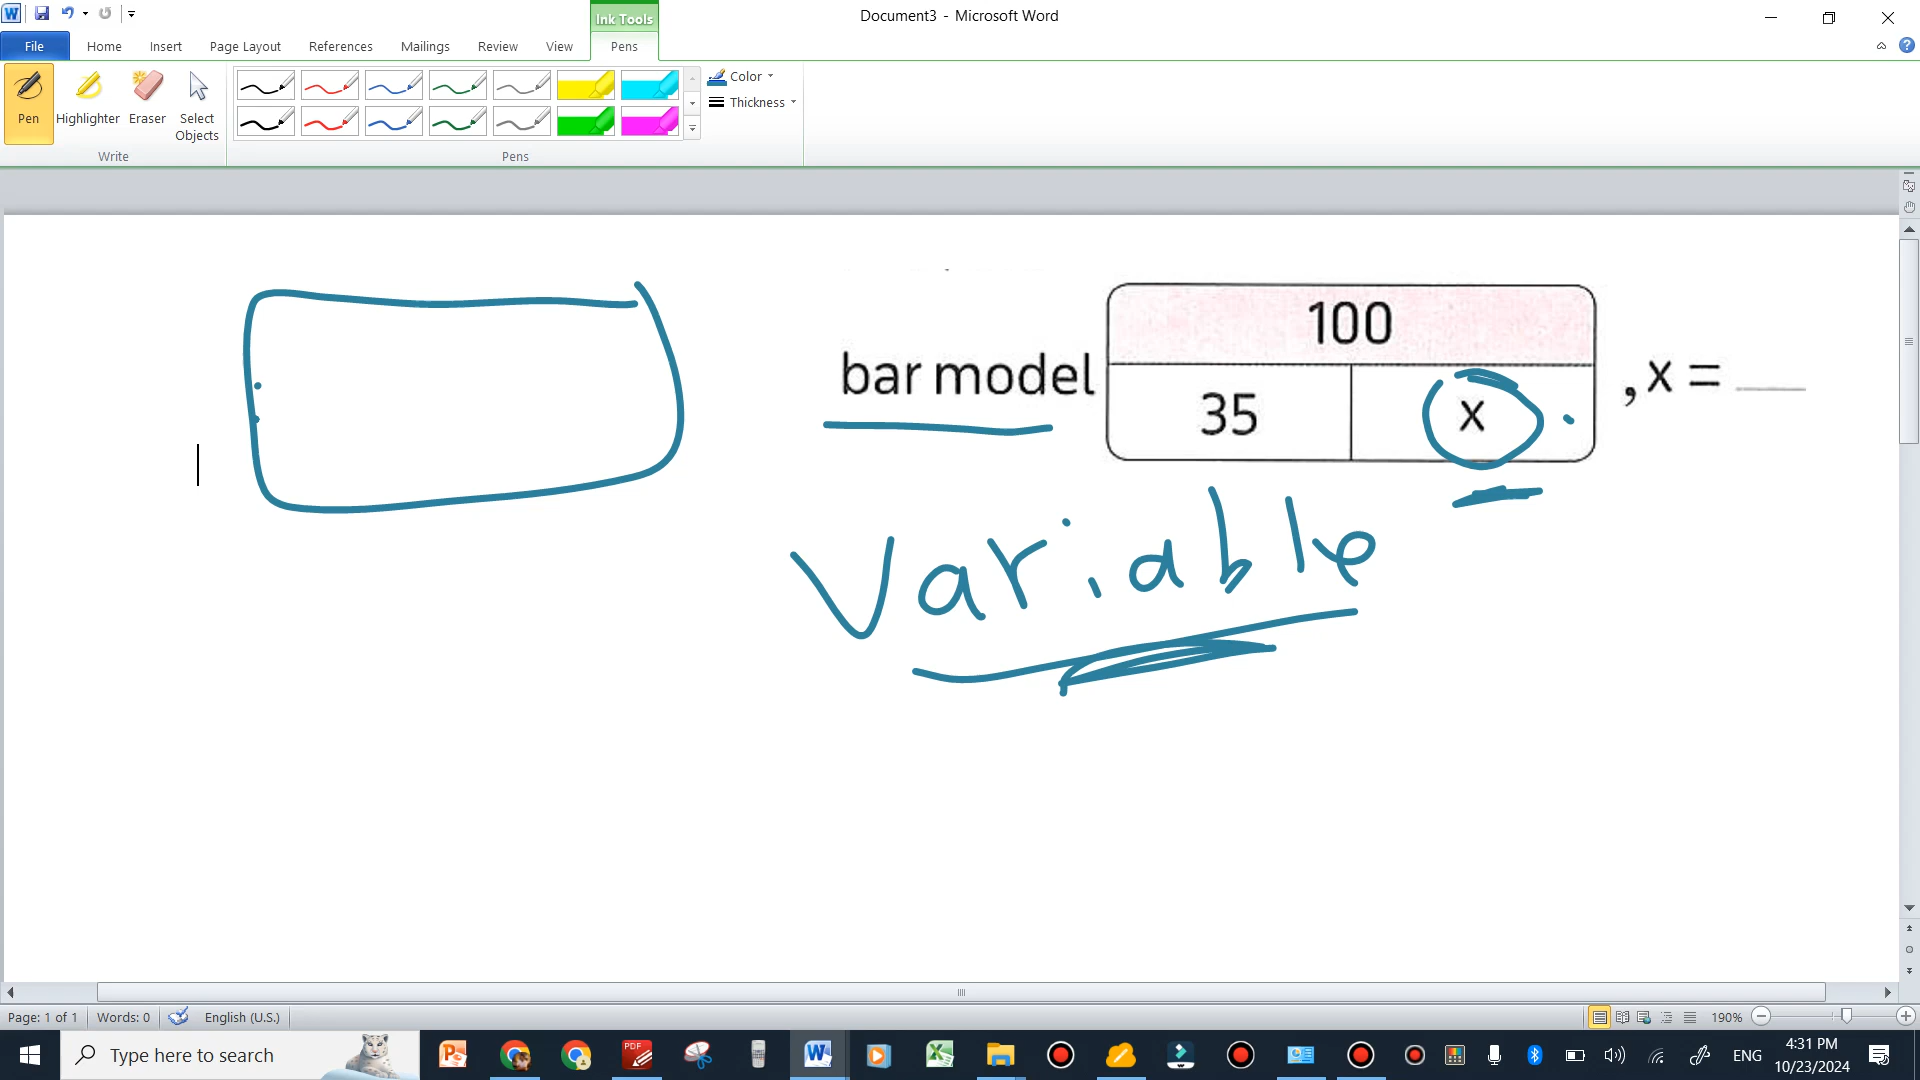 Document3 - Microsoft Word
Ink Tools
File Home Insert Page Layout References Mailings Review View Pens
Pen Highlighter Eraser Select Objects
Color
Thickness
Write Pens
100
bar model 35 x , x = __
Variable
Page: 1 of 1 Words: 0 English (U.S.) 190%
Type here to search
ENG 4:31 PM
10/23/2024